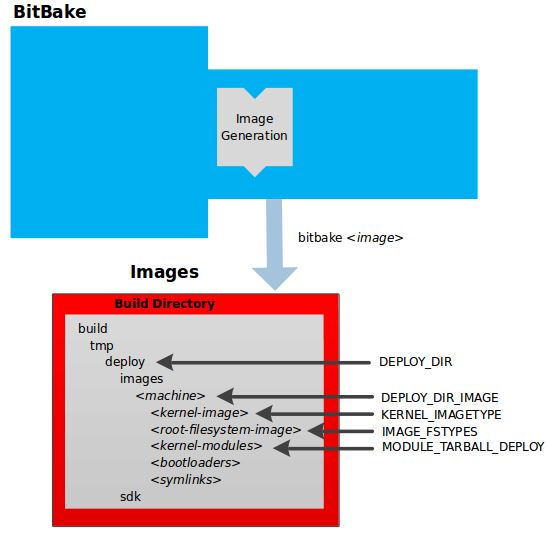 BitBake
Image
Generation
bitbake <image>
Images
Build Directory
build
tmp
deploy
DEPLOY_DIR
images
<machine>
DEPLOY_DIR_IMAGE
<kernel-image>
KERNEL_IMAGETYPE
<root-filesystem-image>
IMAGE_FSTYPES
<kernel-modules>
MODULE_TARBALL_DEPLOY
<bootloaders>
<symlinks>
sdk